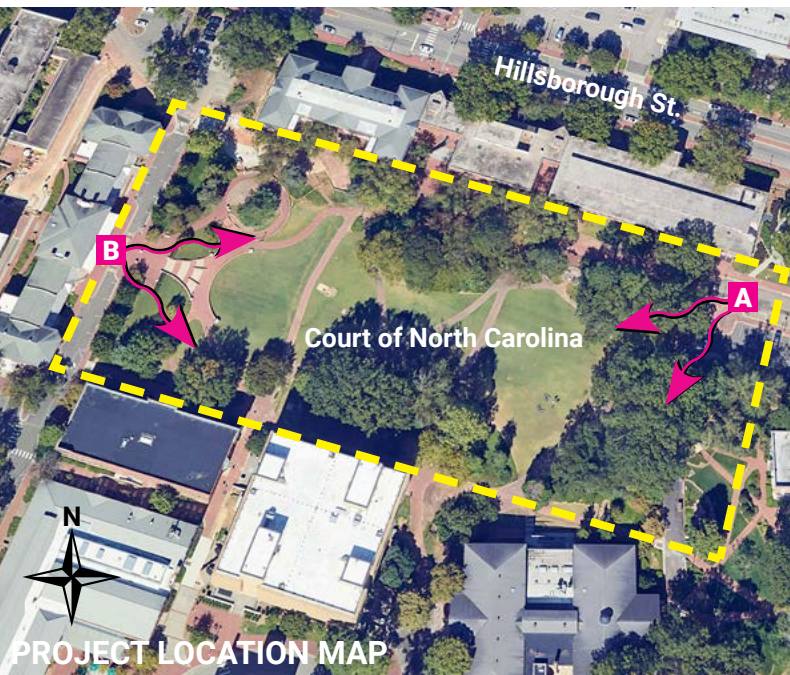 Hillsborough St.
B
A
Court of North Carolina
N
PROJECT LOCATION MAP